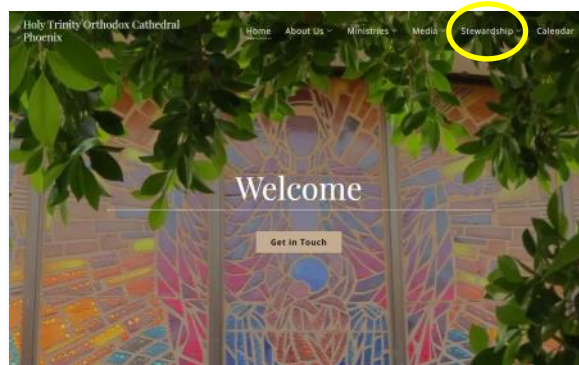 Holy Trinity Orthodox Cathedral
Phoenix
Home About Us Ministries Media Stewardship Calendar
Welcome
Get in Touch